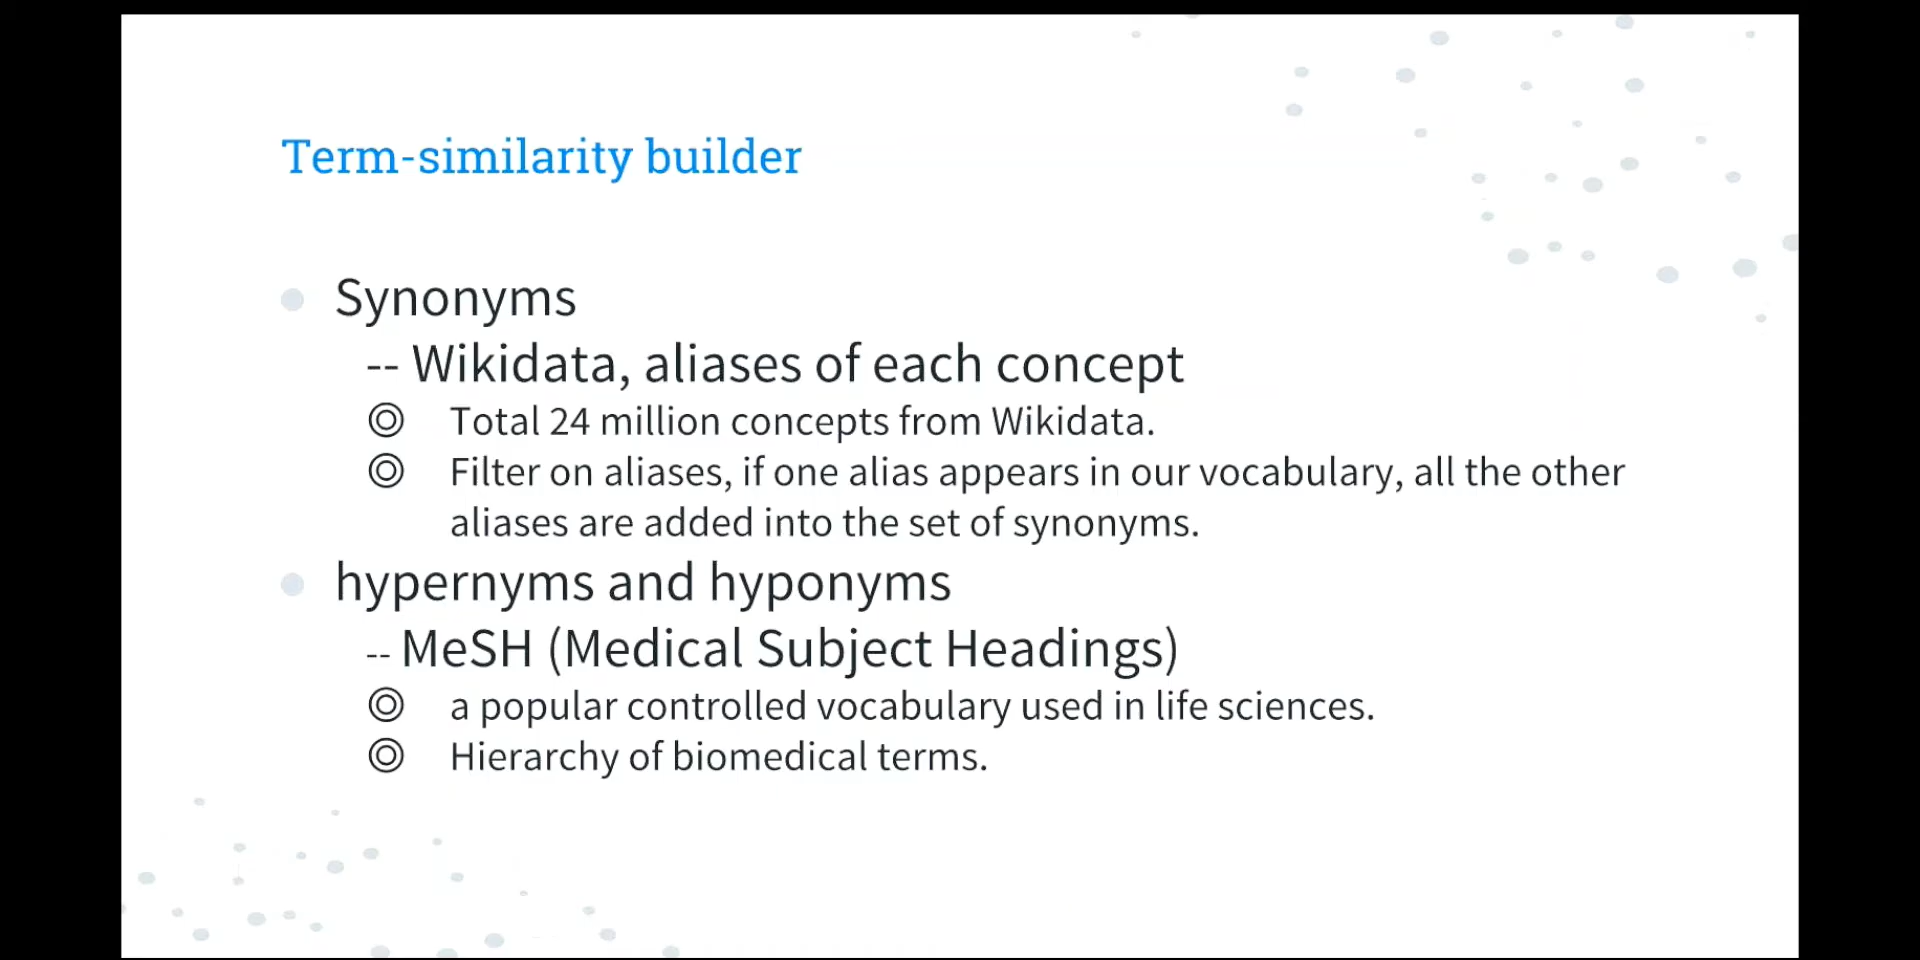 Term-similarity builder
Synonyms
-- Wikidata, aliases of each concept
Total 24 million concepts from Wikidata.
Filter on aliases, if one alias appears in our vocabulary, all the other
aliases are added into the set of synonyms.
hypernyms and hyponyms
-- MeSH (Medical Subject Headings)
a popular controlled vocabulary used in life sciences.
Hierarchy of biomedical terms.